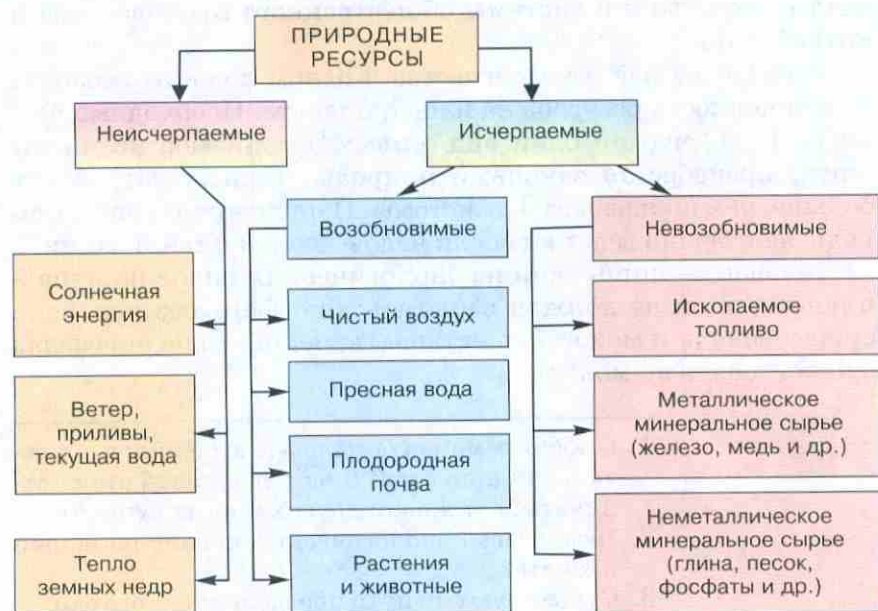 ПРИРОДНЫЕ
РЕСУРСЫ
Неисчерпаемые
Исчерпаемые
Возобновимые
Невозобновимые
Солнечная
энергия
Чистый воздух
Ископаемое
топливо
Ветер,
приливы,
текущая вода
Пресная вода
Металлическое
минеральное сырье
(железо, медь и др.)
Плодородная
почва
Тепло
земных недр
Растения
и животные
Неметаллическое
минеральное сырье
(глина, песок,
фосфаты и др.)